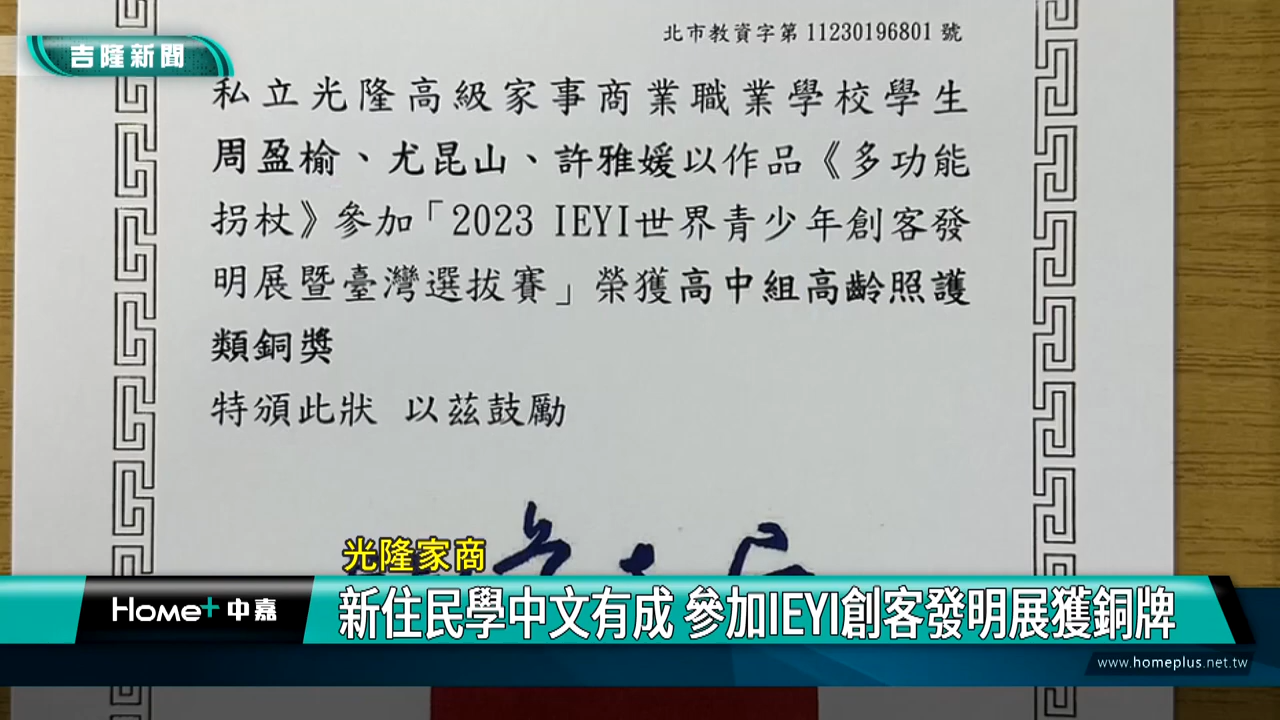 北市教資字第 11230196801 號
吉隆新聞
私立光隆高級家事商業職業學校學生
周盈榆、尤昆山、許雅媛以作品《多功能
拐杖》參加「2023 IEYI世界青少年創客發
明展暨臺灣選拔賽」榮獲高中組高齡照護
類銅獎
特頒此狀 以茲鼓勵
光隆家商
Home+中嘉
新住民學中文有成 參加IEYI創客發明展獲銅牌
www.homeplus.net.tw